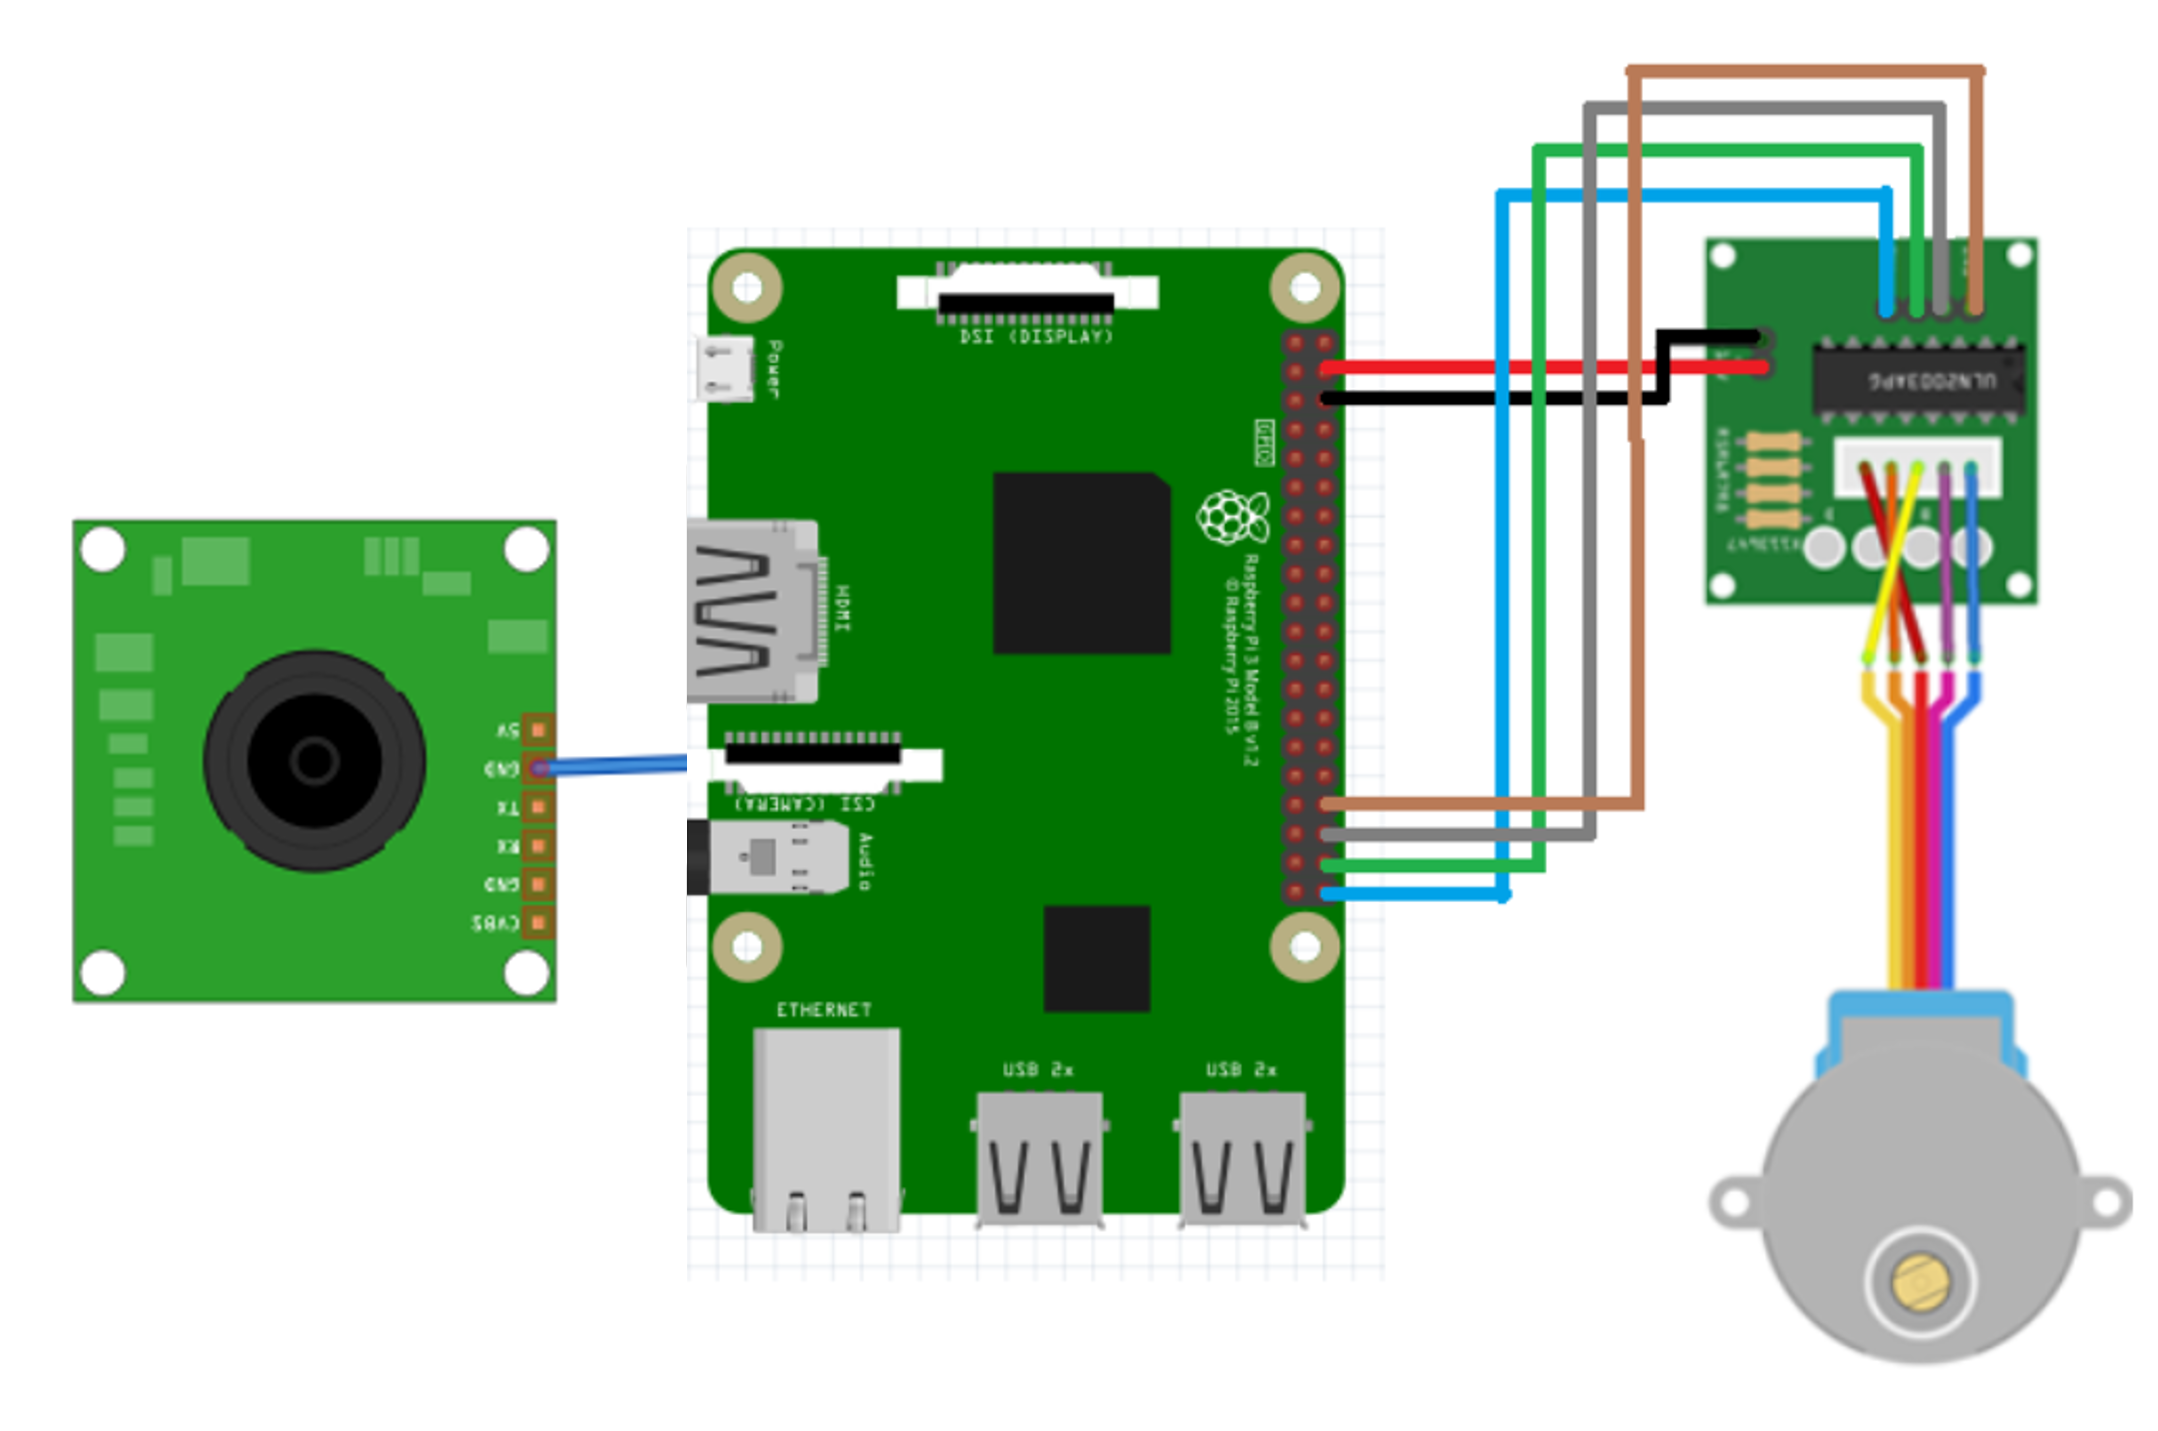 DSI (DISPLAY)
Power
GPIO
ULN2003APG
HDMI
Raspberry Pi 3 Model B v1.2
© Raspberry Pi 2015
5V
GND
TX
RX
GND
CVBS
CSI (CAMERA)
Audio
ETHERNET
USB 2x
USB 2x